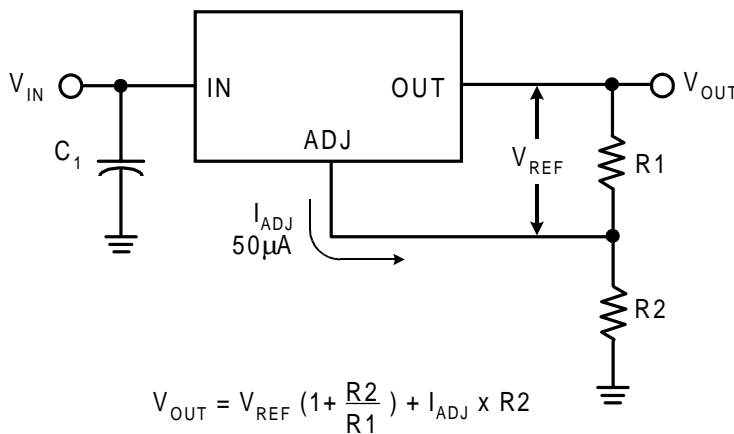 V_IN
IN
OUT
V_OUT
ADJ
C_1
V_REF
R1
I_ADJ
50µA
R2
V_OUT = V_REF (1+ R2/R1) + I_ADJ x R2